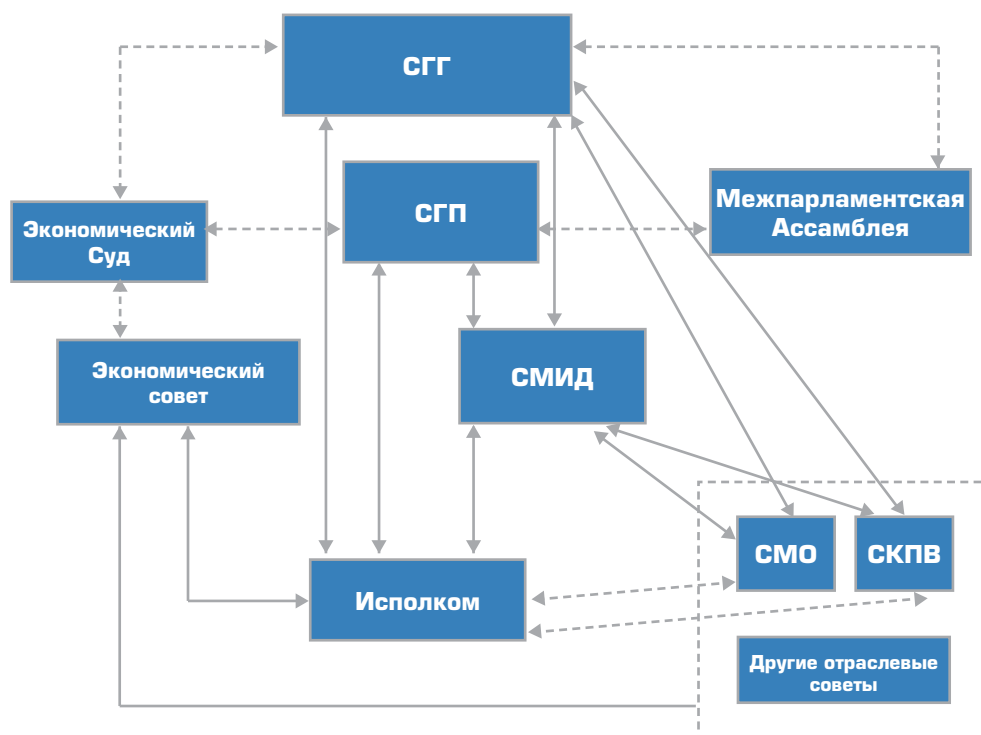 СГГ
СГП
Межпарламентская
Ассамблея
Экономический
Суд
СМИД
Экономический
совет
СМО
СКПВ
Исполком
Другие отраслевые
советы